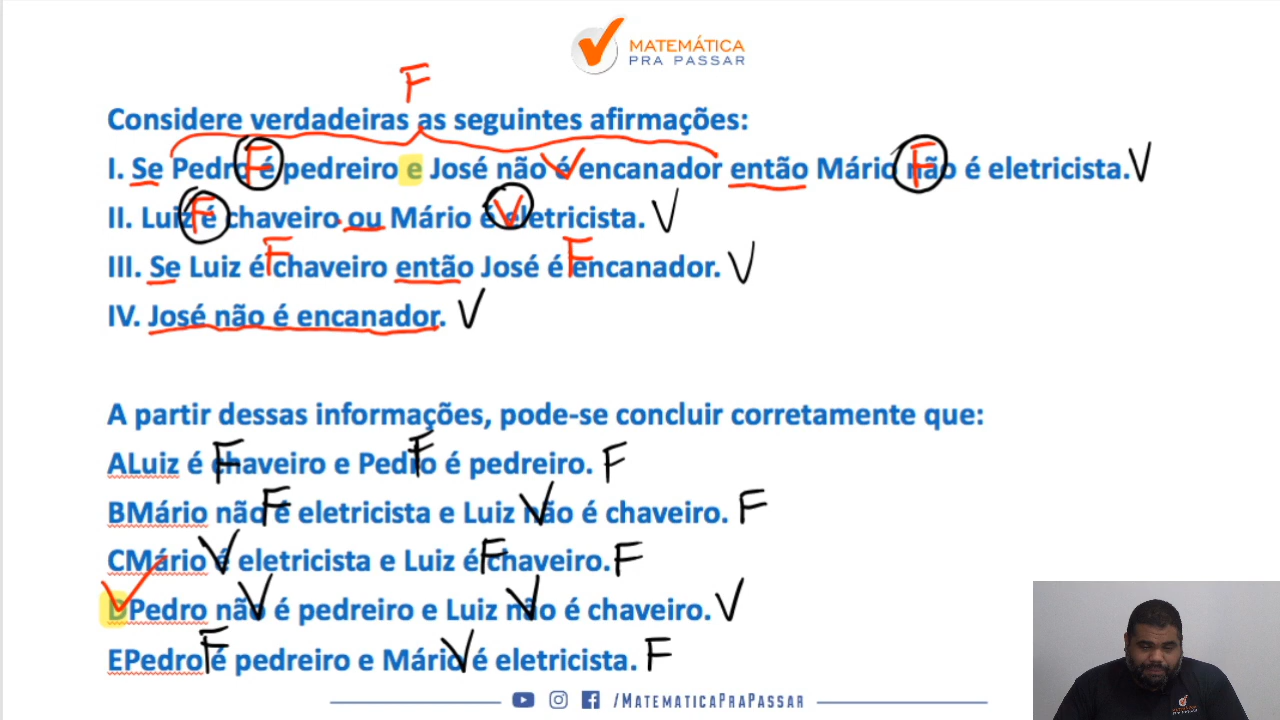 MATEMÁTICA
PRA PASSAR
F
Considere verdadeiras as seguintes afirmações:
I. Se Pedro é pedreiro e José não é encanador então Mário não é eletricista. V
F V F
II. Luiz é chaveiro ou Mário é eletricista. V
F V
III. Se Luiz é chaveiro então José é encanador. V
F F
IV. José não é encanador. V
A partir dessas informações, pode-se concluir corretamente que:
ALuiz é chaveiro e Pedro é pedreiro. F
F F
BMário não é eletricista e Luiz não é chaveiro. F
F V
CMário é eletricista e Luiz é chaveiro. F
V F
DPedro não é pedreiro e Luiz não é chaveiro. V
V V
EPedro é pedreiro e Mário é eletricista. F
F V
/MATEMATICAPRAPASSAR